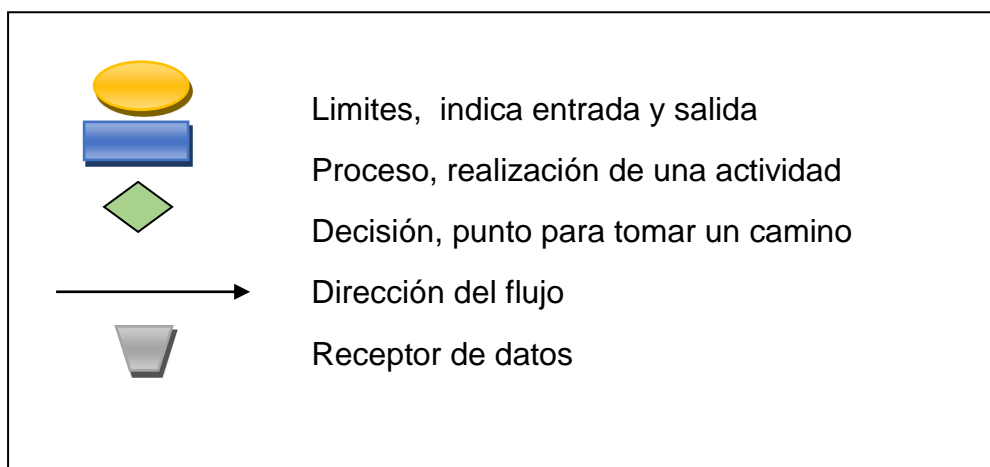 Limites,  indica entrada y salida
Proceso, realización de una actividad
Decisión, punto para tomar un camino
Dirección del flujo
Receptor de datos